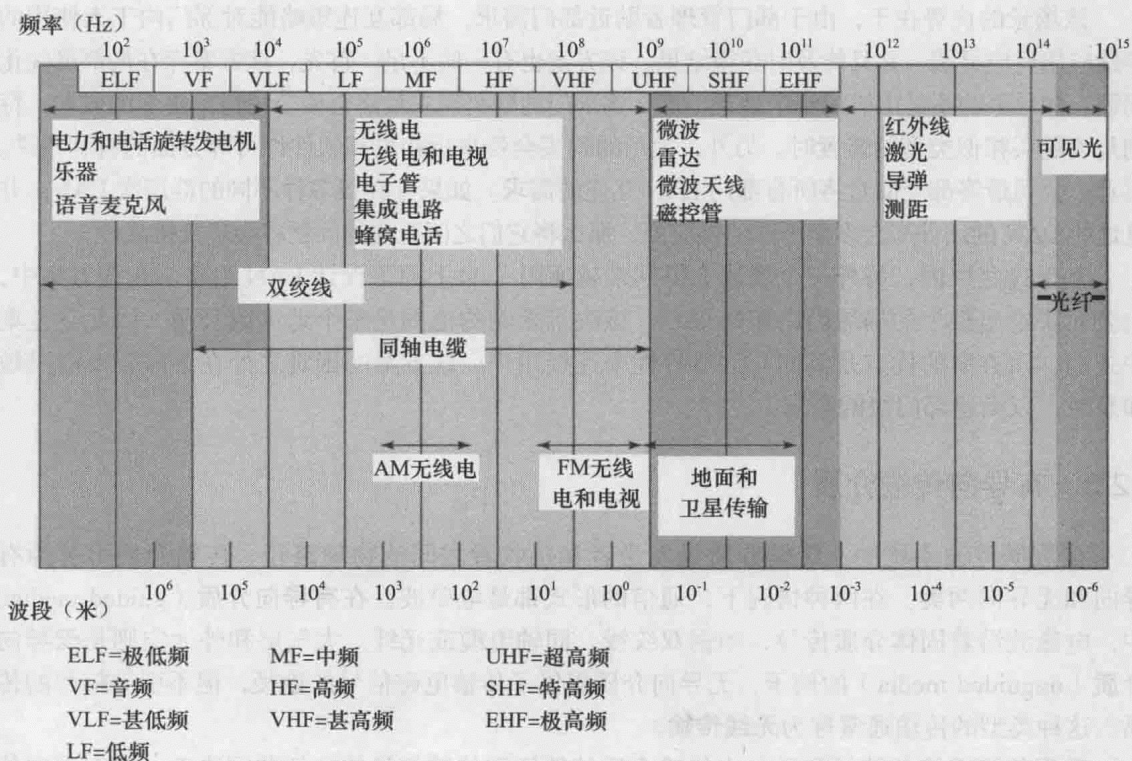 频率（Hz）
10² 10³ 10⁴ 10⁵ 10⁶ 10⁷ 10⁸ 10⁹ 10¹⁰ 10¹¹ 10¹² 10¹³ 10¹⁴ 10¹⁵
ELF VF VLF LF MF HF VHF UHF SHF EHF
电力和电话旋转发电机
乐器
语音麦克风
无线电
无线电和电视
电子管
集成电路
蜂窝电话
微波
雷达
微波天线
磁控管
红外线
激光
导弹
测距
可见光
双绞线
光纤
同轴电缆
AM无线电
FM无线
电和电视
地面和
卫星传输
10⁶ 10⁵ 10⁴ 10³ 10² 10¹ 10⁰ 10⁻¹ 10⁻² 10⁻³ 10⁻⁴ 10⁻⁵ 10⁻⁶
波段（米）
ELF=极低频 MF=中频 UHF=超高频
VF=音频 HF=高频 SHF=特高频
VLF=甚低频 VHF=甚高频 EHF=极高频
LF=低频